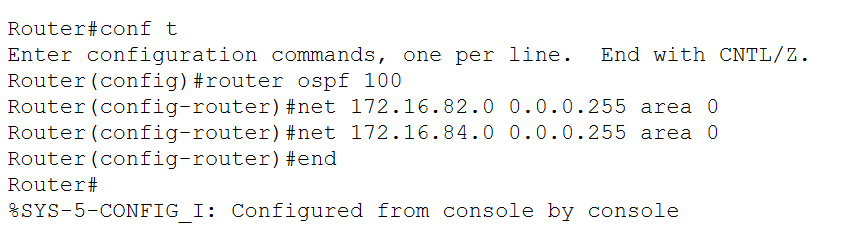 Router#conf t
Enter configuration commands, one per line.  End with CNTL/Z.
Router(config)#router ospf 100
Router(config-router)#net 172.16.82.0 0.0.0.255 area 0
Router(config-router)#net 172.16.84.0 0.0.0.255 area 0
Router(config-router)#end
Router#
%SYS-5-CONFIG_I: Configured from console by console